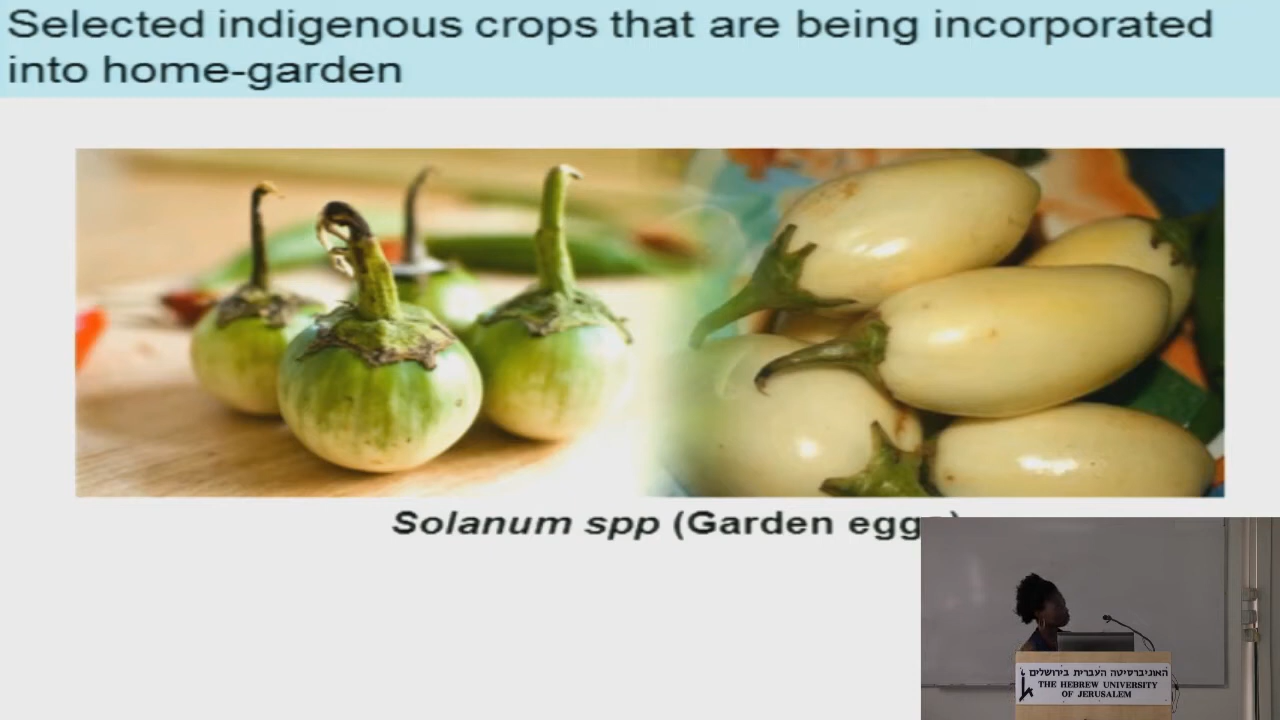 Selected indigenous crops that are being incorporated
into home-garden
Solanum spp (Garden eggs)
האוניברסיטה העברית בירושלים
THE HEBREW UNIVERSITY
OF JERUSALEM